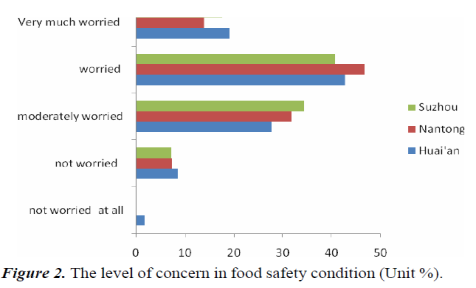 Very much worried
worried
moderately worried
not worried
not worried at all
0 10 20 30 40 50
Suzhou
Nantong
Huai'an
Figure 2. The level of concern in food safety condition (Unit %).